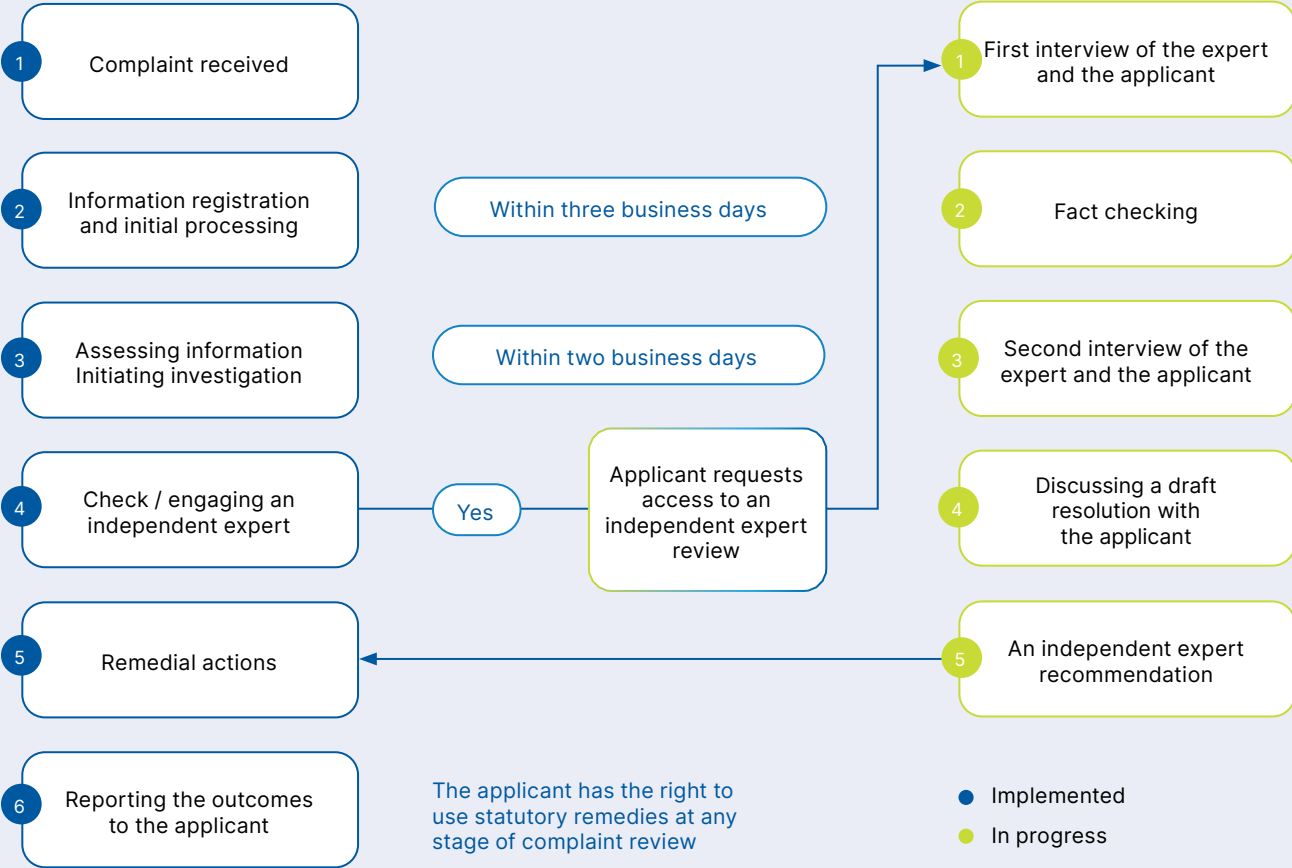 1
Complaint received
2
Information registration
and initial processing
Within three business days
3
Assessing information
Initiating investigation
Within two business days
4
Check / engaging an
independent expert
Yes
Applicant requests
access to an
independent expert
review
5
Remedial actions
6
Reporting the outcomes
to the applicant
The applicant has the right to
use statutory remedies at any
stage of complaint review
1
First interview of the expert
and the applicant
2
Fact checking
3
Second interview of the
expert and the applicant
4
Discussing a draft
resolution with
the applicant
5
An independent expert
recommendation
Implemented
In progress